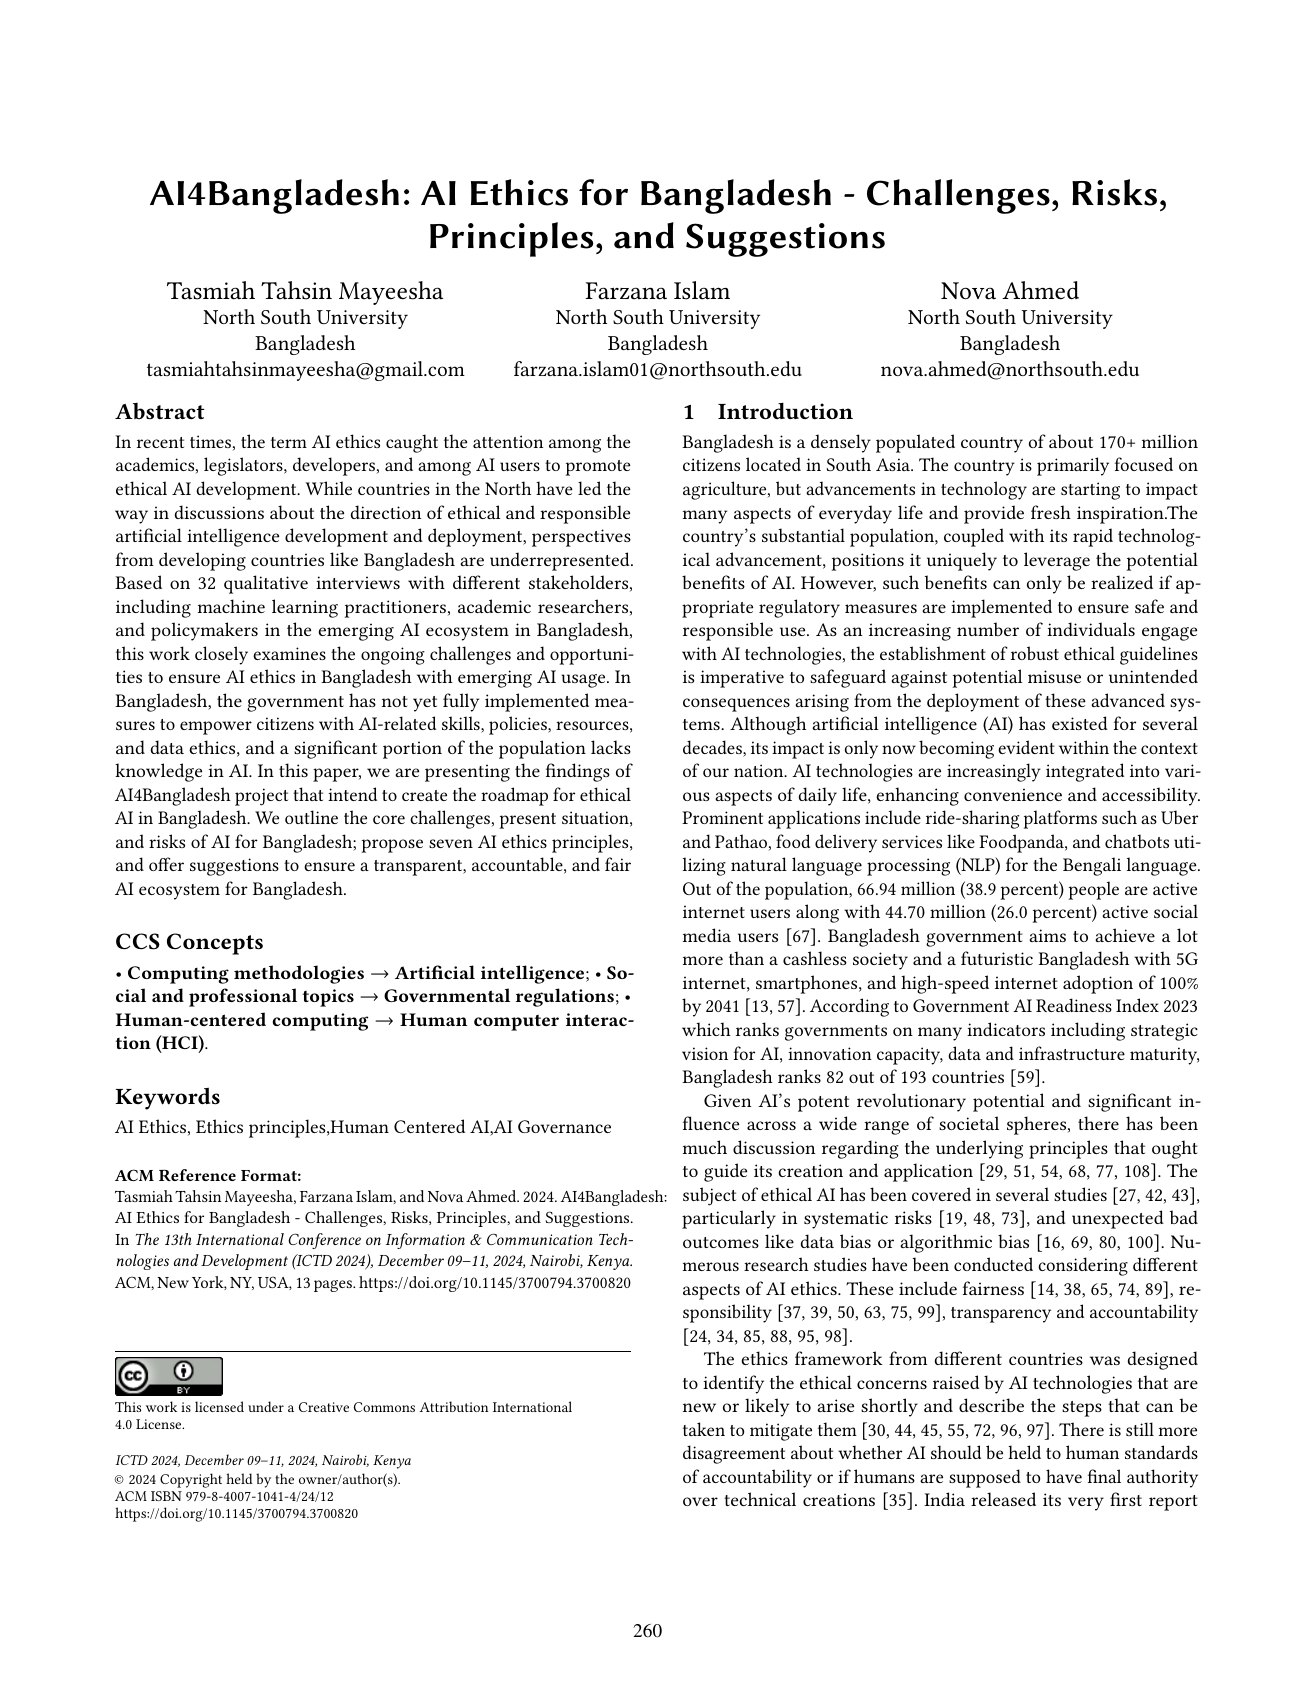 AI4Bangladesh: AI Ethics for Bangladesh - Challenges, Risks,
Principles, and Suggestions
Tasmiah Tahsin Mayeesha
North South University
Bangladesh
tasmiahtahsinmayeesha@gmail.com
Farzana Islam
North South University
Bangladesh
farzana.islam01@northsouth.edu
Nova Ahmed
North South University
Bangladesh
nova.ahmed@northsouth.edu
Abstract
In recent times, the term AI ethics caught the attention among the
academics, legislators, developers, and among AI users to promote
ethical AI development. While countries in the North have led the
way in discussions about the direction of ethical and responsible
artificial intelligence development and deployment, perspectives
from developing countries like Bangladesh are underrepresented.
Based on 32 qualitative interviews with different stakeholders,
including machine learning practitioners, academic researchers,
and policymakers in the emerging AI ecosystem in Bangladesh,
this work closely examines the ongoing challenges and opportuni-
ties to ensure AI ethics in Bangladesh with emerging AI usage. In
Bangladesh, the government has not yet fully implemented mea-
sures to empower citizens with AI-related skills, policies, resources,
and data ethics, and a significant portion of the population lacks
knowledge in AI. In this paper, we are presenting the findings of
AI4Bangladesh project that intend to create the roadmap for ethical
AI in Bangladesh. We outline the core challenges, present situation,
and risks of AI for Bangladesh; propose seven AI ethics principles,
and offer suggestions to ensure a transparent, accountable, and fair
AI ecosystem for Bangladesh.
CCS Concepts
• Computing methodologies → Artificial intelligence; • So-
cial and professional topics → Governmental regulations; •
Human-centered computing → Human computer interac-
tion (HCI).
Keywords
AI Ethics, Ethics principles,Human Centered AI,AI Governance
ACM Reference Format:
Tasmiah Tahsin Mayeesha, Farzana Islam, and Nova Ahmed. 2024. AI4Bangladesh:
AI Ethics for Bangladesh - Challenges, Risks, Principles, and Suggestions.
In The 13th International Conference on Information & Communication Tech-
nologies and Development (ICTD 2024), December 09–11, 2024, Nairobi, Kenya.
ACM, New York, NY, USA, 13 pages. https://doi.org/10.1145/3700794.3700820
cc
BY
This work is licensed under a Creative Commons Attribution International
4.0 License.
ICTD 2024, December 09–11, 2024, Nairobi, Kenya
© 2024 Copyright held by the owner/author(s).
ACM ISBN 979-8-4007-1041-4/24/12
https://doi.org/10.1145/3700794.3700820
1 Introduction
Bangladesh is a densely populated country of about 170+ million
citizens located in South Asia. The country is primarily focused on
agriculture, but advancements in technology are starting to impact
many aspects of everyday life and provide fresh inspiration.The
country's substantial population, coupled with its rapid technolog-
ical advancement, positions it uniquely to leverage the potential
benefits of AI. However, such benefits can only be realized if ap-
propriate regulatory measures are implemented to ensure safe and
responsible use. As an increasing number of individuals engage
with AI technologies, the establishment of robust ethical guidelines
is imperative to safeguard against potential misuse or unintended
consequences arising from the deployment of these advanced sys-
tems. Although artificial intelligence (AI) has existed for several
decades, its impact is only now becoming evident within the context
of our nation. AI technologies are increasingly integrated into vari-
ous aspects of daily life, enhancing convenience and accessibility.
Prominent applications include ride-sharing platforms such as Uber
and Pathao, food delivery services like Foodpanda, and chatbots uti-
lizing natural language processing (NLP) for the Bengali language.
Out of the population, 66.94 million (38.9 percent) people are active
internet users along with 44.70 million (26.0 percent) active social
media users [67]. Bangladesh government aims to achieve a lot
more than a cashless society and a futuristic Bangladesh with 5G
internet, smartphones, and high-speed internet adoption of 100%
by 2041 [13, 57]. According to Government AI Readiness Index 2023
which ranks governments on many indicators including strategic
vision for AI, innovation capacity, data and infrastructure maturity,
Bangladesh ranks 82 out of 193 countries [59].
Given AI's potent revolutionary potential and significant in-
fluence across a wide range of societal spheres, there has been
much discussion regarding the underlying principles that ought
to guide its creation and application [29, 51, 54, 68, 77, 108]. The
subject of ethical AI has been covered in several studies [27, 42, 43],
particularly in systematic risks [19, 48, 73], and unexpected bad
outcomes like data bias or algorithmic bias [16, 69, 80, 100]. Nu-
merous research studies have been conducted considering different
aspects of AI ethics. These include fairness [14, 38, 65, 74, 89], re-
sponsibility [37, 39, 50, 63, 75, 99], transparency and accountability
[24, 34, 85, 88, 95, 98].
The ethics framework from different countries was designed
to identify the ethical concerns raised by AI technologies that are
new or likely to arise shortly and describe the steps that can be
taken to mitigate them [30, 44, 45, 55, 72, 96, 97]. There is still more
disagreement about whether AI should be held to human standards
of accountability or if humans are supposed to have final authority
over technical creations [35]. India released its very first report
260